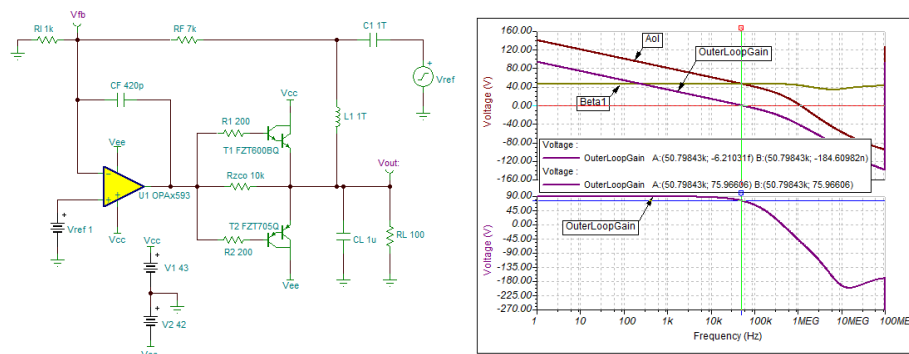 Vfb
RI 1k
RF 7k
C1 1T
Vref
CF 420p
Vcc
R1 200
L1 1T
T1 FZT600BQ
Vee
Vout
Rzco 10k
U1 OPAx593
Vref 1
T2 FZT705Q
CL 1u
RL 100
Vcc
Vcc
R2 200
Vee
V1 43
V2 42
160.00
120.00
80.00
40.00
0.00
-40.00
-80.00
-120.00
-160.00
Voltage (V)
a
Aol
OuterLoopGain
Beta1
Voltage :
OuterLoopGain A:(50.79843k; -6.21031f) B:(50.79843k; -184.60982n)
Voltage :
OuterLoopGain A:(50.79843k; 75.96606) B:(50.79843k; 75.96606)
90.00
45.00
0.00
-45.00
-90.00
-135.00
-180.00
-225.00
-270.00
Voltage (V)
OuterLoopGain
1 10 100 1k 10k 100k 1MEG 10MEG 100MEG
Frequency (Hz)